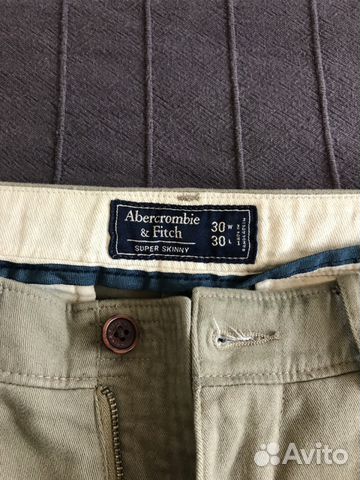 Abercrombie
& Fitch
SUPER SKINNY
30 W
30 L
Avito